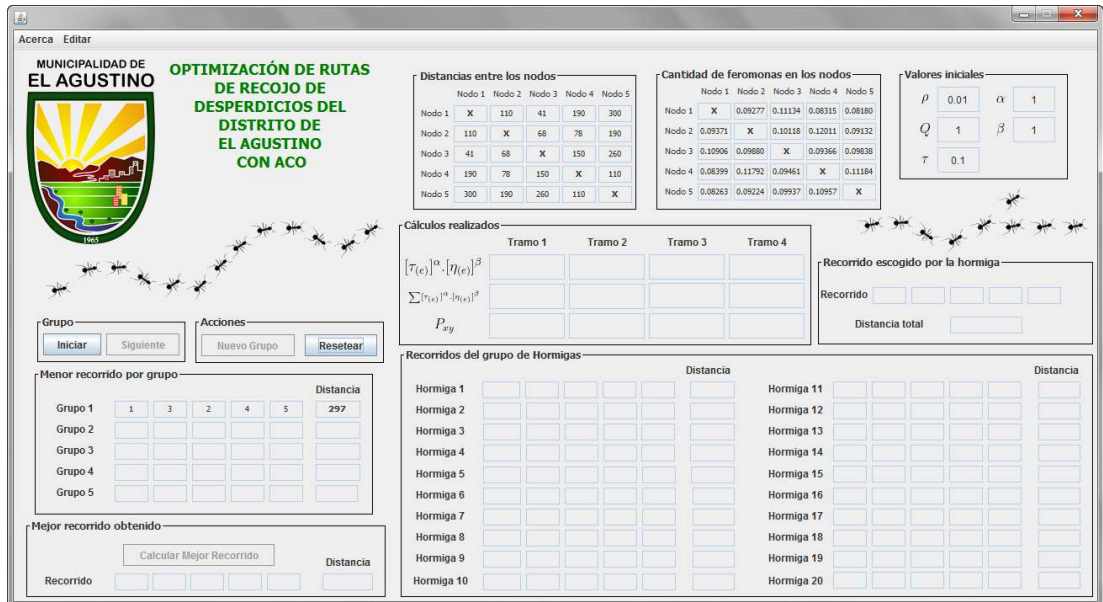 Acerca Editar
MUNICIPALIDAD DE
EL AGUSTINO
1965
OPTIMIZACIÓN DE RUTAS
DE RECOJO DE
DESPERDICIOS DEL
DISTRITO DE
EL AGUSTINO
CON ACO
Distancias entre los nodos
Nodo 1 Nodo 2 Nodo 3 Nodo 4 Nodo 5
Nodo 1 X 110 41 190 300
Nodo 2 110 X 68 78 190
Nodo 3 41 68 X 150 260
Nodo 4 190 78 150 X 110
Nodo 5 300 190 260 110 X
Cantidad de feromonas en los nodos
Nodo 1 Nodo 2 Nodo 3 Nodo 4 Nodo 5
Nodo 1 X 0.09277 0.11134 0.08315 0.08180
Nodo 2 0.09371 X 0.10118 0.12011 0.09132
Nodo 3 0.10906 0.09880 X 0.09366 0.09838
Nodo 4 0.08399 0.11792 0.09461 X 0.11184
Nodo 5 0.08263 0.09224 0.09937 0.10957 X
Valores iniciales
ρ 0.01 α 1
Q 1 β 1
τ 0.1
Cálculos realizados
Tramo 1 Tramo 2 Tramo 3 Tramo 4
[τ(e)]^α.[η(e)]^β
∑[τ(e)]^α.[η(e)]^β
P_xy
Recorrido escogido por la hormiga
Recorrido
Distancia total
Grupo
Iniciar Siguiente
Acciones
Nuevo Grupo Resetear
Menor recorrido por grupo
Distancia
Grupo 1 1 3 2 4 5 297
Grupo 2
Grupo 3
Grupo 4
Grupo 5
Mejor recorrido obtenido
Calcular Mejor Recorrido
Distancia
Recorrido
Recorridos del grupo de Hormigas
Distancia Distancia
Hormiga 1 Hormiga 11
Hormiga 2 Hormiga 12
Hormiga 3 Hormiga 13
Hormiga 4 Hormiga 14
Hormiga 5 Hormiga 15
Hormiga 6 Hormiga 16
Hormiga 7 Hormiga 17
Hormiga 8 Hormiga 18
Hormiga 9 Hormiga 19
Hormiga 10 Hormiga 20